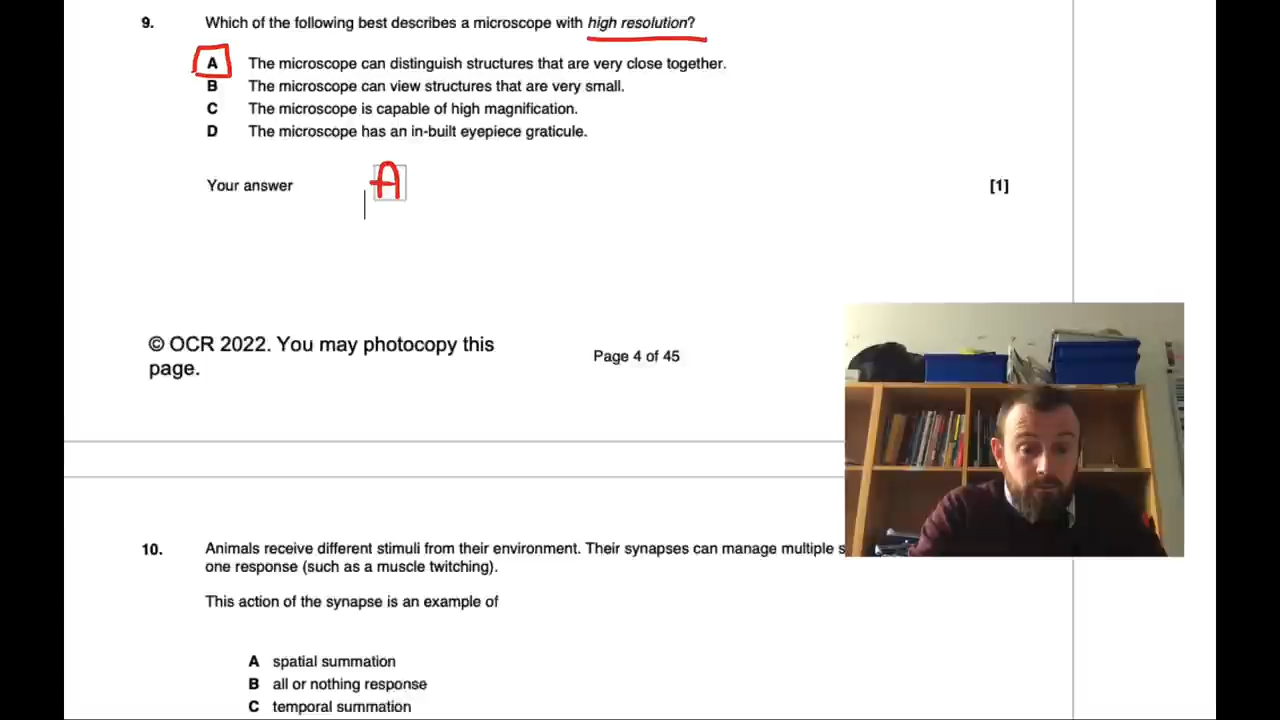 9. Which of the following best describes a microscope with high resolution?
A The microscope can distinguish structures that are very close together.
B The microscope can view structures that are very small.
C The microscope is capable of high magnification.
D The microscope has an in-built eyepiece graticule.
Your answer A [1]
© OCR 2022. You may photocopy this
page.
Page 4 of 45
10. Animals receive different stimuli from their environment. Their synapses can manage multiple
one response (such as a muscle twitching).
This action of the synapse is an example of
A spatial summation
B all or nothing response
C temporal summation